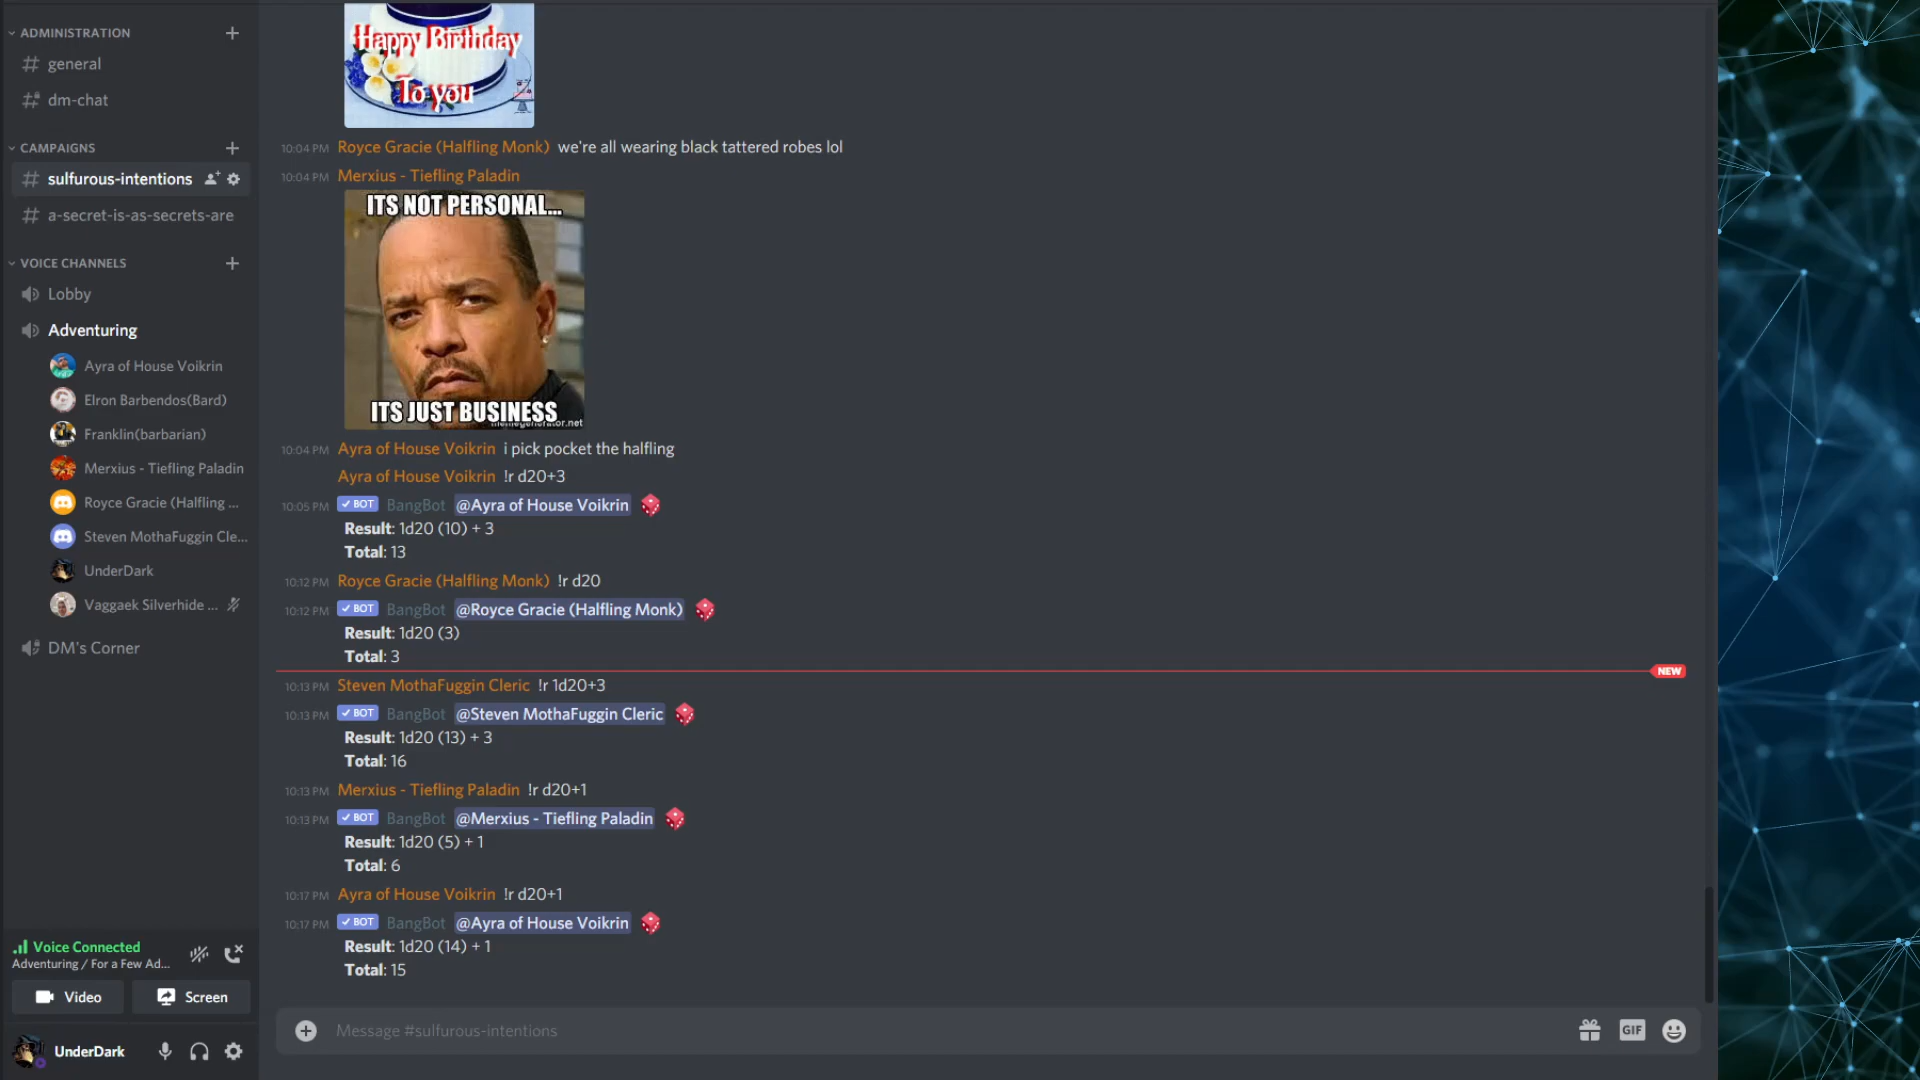 ADMINISTRATION
general
dm-chat
CAMPAIGNS
sulfurous-intentions
a-secret-is-as-secrets-are
VOICE CHANNELS
Lobby
Adventuring
Ayra of House Voikrin
Elron Barbendos(Bard)
Franklin(barbarian)
Merxius - Tiefling Paladin
Royce Gracie (Halfling ...
Steven MothaFuggin Cle...
UnderDark
Vaggaek Silverhide ...
DM's Corner
Voice Connected
Adventuring / For a Few Ad...
Video
Screen
UnderDark
Happy Birthday
To you
10:04 PM Royce Gracie (Halfling Monk) we're all wearing black tattered robes lol
10:04 PM Merxius - Tiefling Paladin
ITS NOT PERSONAL...
ITS JUST BUSINESS
memegenerator.net
10:04 PM Ayra of House Voikrin i pick pocket the halfling
Ayra of House Voikrin !r d20+3
10:05 PM BOT BangBot @Ayra of House Voikrin
Result: 1d20 (10) + 3
Total: 13
10:12 PM Royce Gracie (Halfling Monk) !r d20
10:12 PM BOT BangBot @Royce Gracie (Halfling Monk)
Result: 1d20 (3)
Total: 3
NEW
10:13 PM Steven MothaFuggin Cleric !r 1d20+3
10:13 PM BOT BangBot @Steven MothaFuggin Cleric
Result: 1d20 (13) + 3
Total: 16
10:13 PM Merxius - Tiefling Paladin !r d20+1
10:13 PM BOT BangBot @Merxius - Tiefling Paladin
Result: 1d20 (5) + 1
Total: 6
10:17 PM Ayra of House Voikrin !r d20+1
10:17 PM BOT BangBot @Ayra of House Voikrin
Result: 1d20 (14) + 1
Total: 15
Message #sulfurous-intentions
GIF